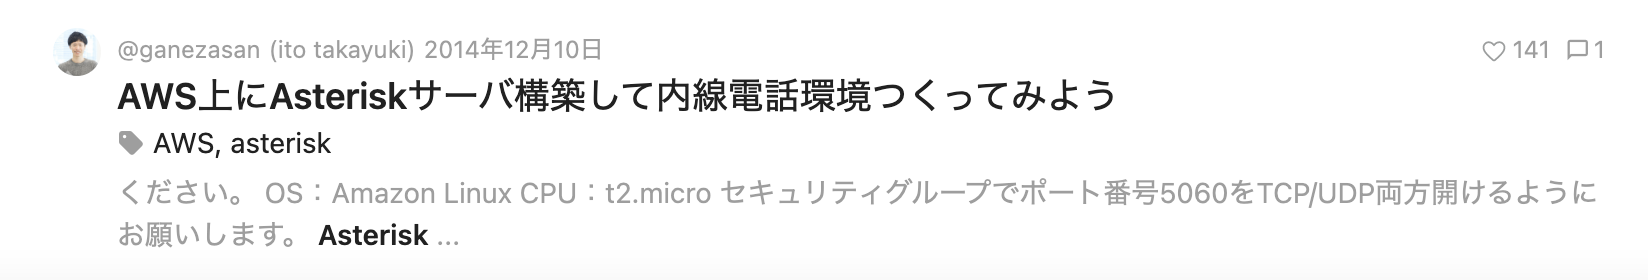 @ganezasan (ito takayuki) 2014年12月10日 141 1
AWS上にAsteriskサーバ構築して内線電話環境つくってみよう
AWS, asterisk
ください。 OS：Amazon Linux CPU：t2.micro セキュリティグループでポート番号5060をTCP/UDP両方開けるように
お願いします。 Asterisk ...